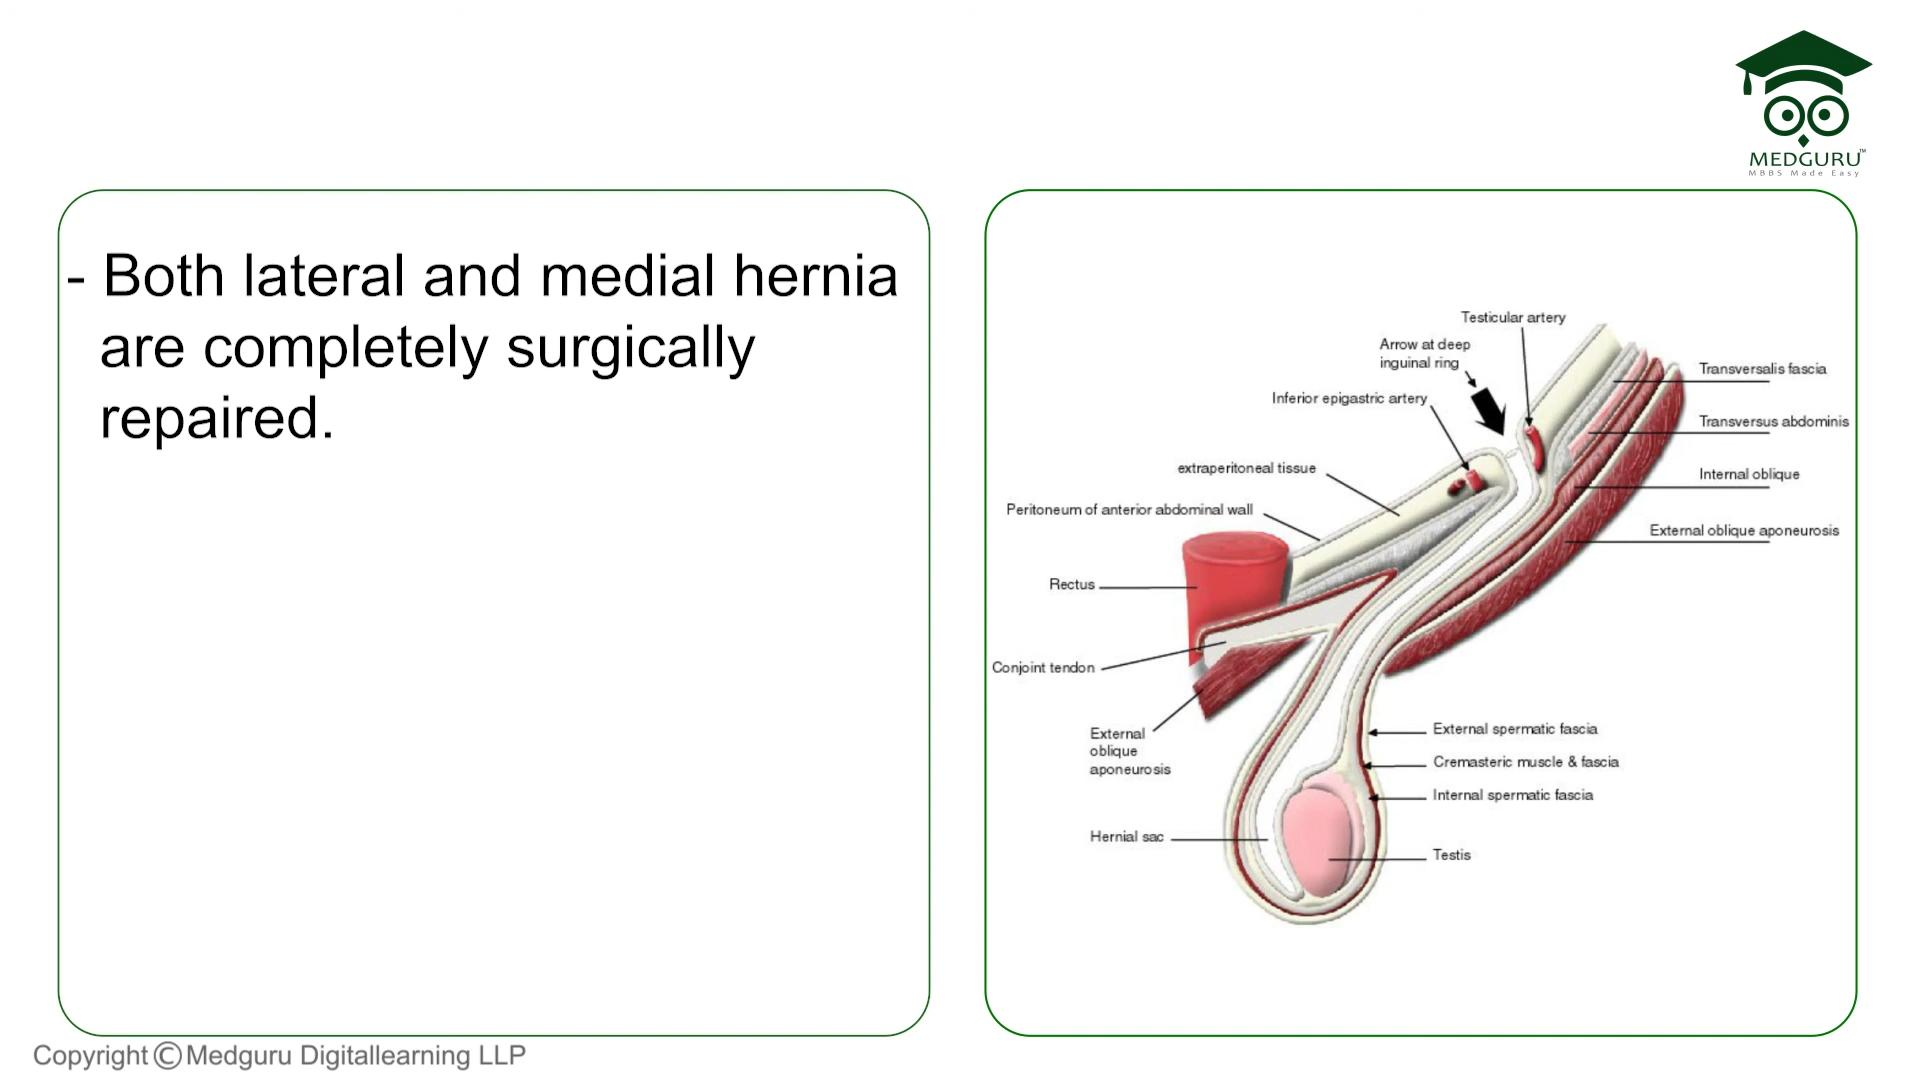 MEDGURU™
MBBS Made Easy
- Both lateral and medial hernia
are completely surgically
repaired.
Testicular artery
Arrow at deep
inguinal ring
Transversalis fascia
Inferior epigastric artery
Transversus abdominis
extraperitoneal tissue
Internal oblique
Peritoneum of anterior abdominal wall
External oblique aponeurosis
Rectus
Conjoint tendon
External
oblique
aponeurosis
External spermatic fascia
Cremasteric muscle & fascia
Internal spermatic fascia
Hernial sac
Testis
Copyright © Medguru Digitallearning LLP